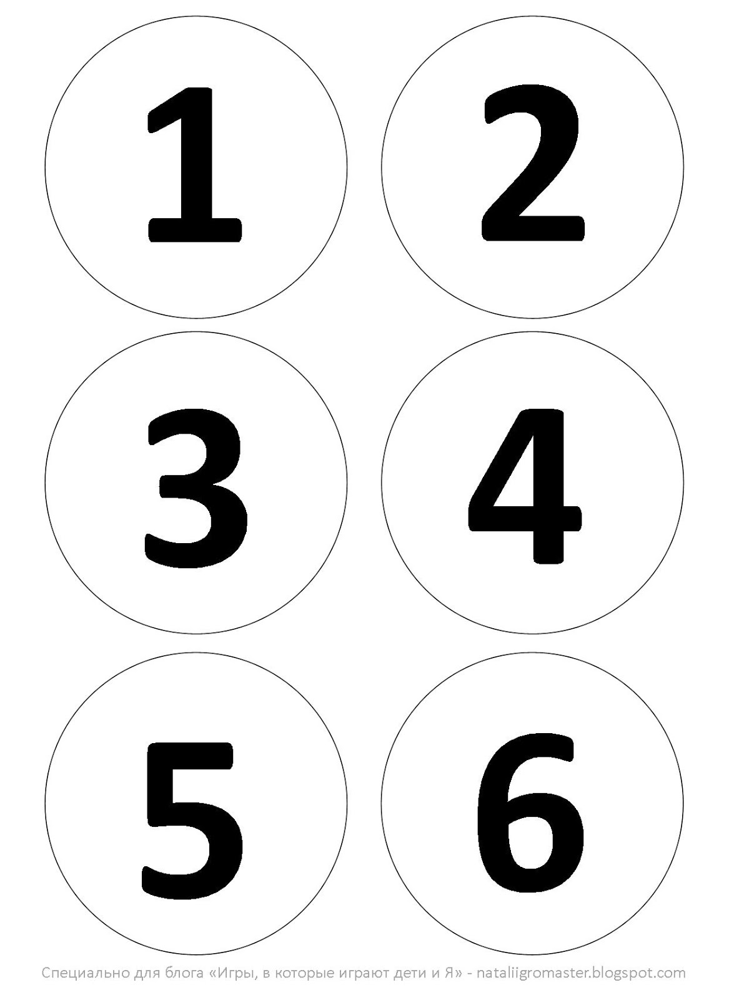 1 2
3 4
5 6
Специально для блога «Игры, в которые играют дети и Я» - nataliigromaster.blogspot.com